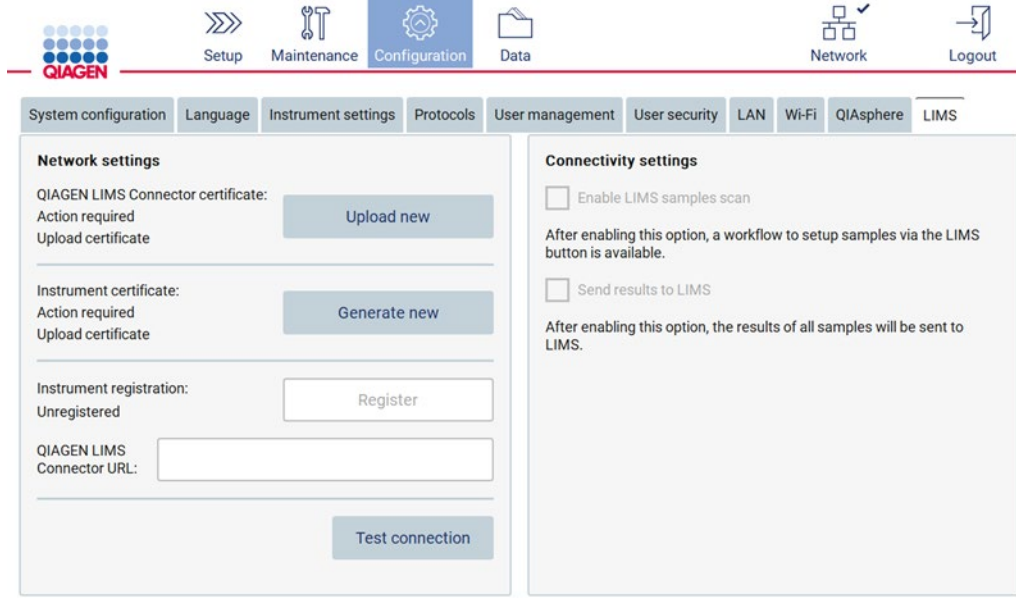 QIAGEN
Setup
Maintenance
Configuration
Data
Network
Logout
System configuration
Language
Instrument settings
Protocols
User management
User security
LAN
Wi-Fi
QIAsphere
LIMS
Network settings
QIAGEN LIMS Connector certificate:
Action required
Upload certificate
Upload new
Instrument certificate:
Action required
Upload certificate
Generate new
Instrument registration:
Unregistered
Register
QIAGEN LIMS
Connector URL:
Test connection
Connectivity settings
Enable LIMS samples scan
After enabling this option, a workflow to setup samples via the LIMS
button is available.
Send results to LIMS
After enabling this option, the results of all samples will be sent to
LIMS.